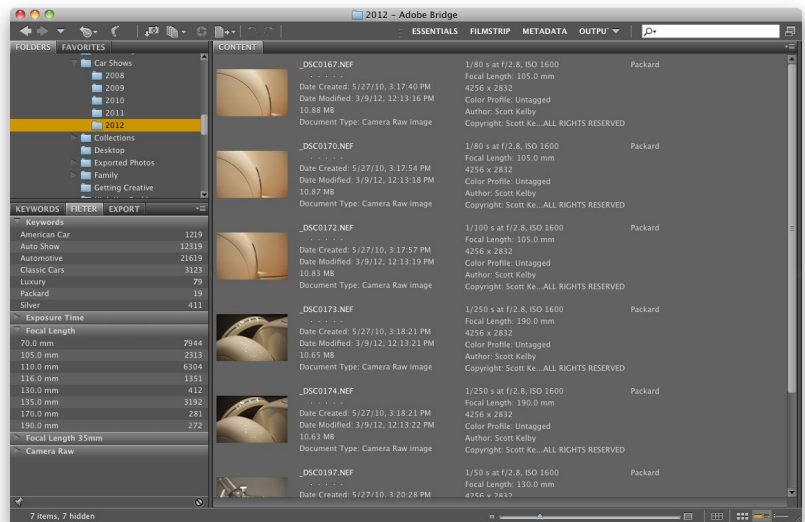 2012 – Adobe Bridge
ESSENTIALS FILMSTRIP METADATA OUTPU
FOLDERS FAVORITES
Car Shows
2008
2009
2010
2011
2012
Collections
Desktop
Exported Photos
Family
Getting Creative
KEYWORDS FILTER EXPORT
Keywords
American Car 1219
Auto Show 12319
Automotive 21619
Classic Cars 3123
Luxury 79
Packard 19
Silver 411
Exposure Time
Focal Length
70.0 mm 7944
105.0 mm 2313
110.0 mm 6304
116.0 mm 1351
130.0 mm 412
135.0 mm 3192
170.0 mm 281
190.0 mm 272
Focal Length 35mm
Camera Raw
7 items, 7 hidden
CONTENT
_DSC0167.NEF
Date Created: 5/27/10, 3:17:40 PM
Date Modified: 3/9/12, 12:13:16 PM
10.88 MB
Document Type: Camera Raw image
1/80 s at f/2.8, ISO 1600
Focal Length: 105.0 mm
4256 x 2832
Color Profile: Untagged
Author: Scott Kelby
Copyright: Scott Ke...ALL RIGHTS RESERVED
Packard
_DSC0170.NEF
Date Created: 5/27/10, 3:17:54 PM
Date Modified: 3/9/12, 12:13:18 PM
10.87 MB
Document Type: Camera Raw image
1/80 s at f/2.8, ISO 1600
Focal Length: 105.0 mm
4256 x 2832
Color Profile: Untagged
Author: Scott Kelby
Copyright: Scott Ke...ALL RIGHTS RESERVED
Packard
_DSC0172.NEF
Date Created: 5/27/10, 3:17:57 PM
Date Modified: 3/9/12, 12:13:19 PM
10.83 MB
Document Type: Camera Raw image
1/100 s at f/2.8, ISO 1600
Focal Length: 105.0 mm
4256 x 2832
Color Profile: Untagged
Author: Scott Kelby
Copyright: Scott Ke...ALL RIGHTS RESERVED
Packard
_DSC0173.NEF
Date Created: 5/27/10, 3:18:21 PM
Date Modified: 3/9/12, 12:13:21 PM
10.65 MB
Document Type: Camera Raw image
1/250 s at f/2.8, ISO 1600
Focal Length: 190.0 mm
4256 x 2832
Color Profile: Untagged
Author: Scott Kelby
Copyright: Scott Ke...ALL RIGHTS RESERVED
Packard
_DSC0174.NEF
Date Created: 5/27/10, 3:18:21 PM
Date Modified: 3/9/12, 12:13:22 PM
10.63 MB
Document Type: Camera Raw image
1/250 s at f/2.8, ISO 1600
Focal Length: 190.0 mm
4256 x 2832
Color Profile: Untagged
Author: Scott Kelby
Copyright: Scott Ke...ALL RIGHTS RESERVED
Packard
_DSC0197.NEF
Date Created: 5/27/10, 3:20:28 PM
1/50 s at f/2.8, ISO 1600
Focal Length: 130.0 mm
4256 x 2832
Packard